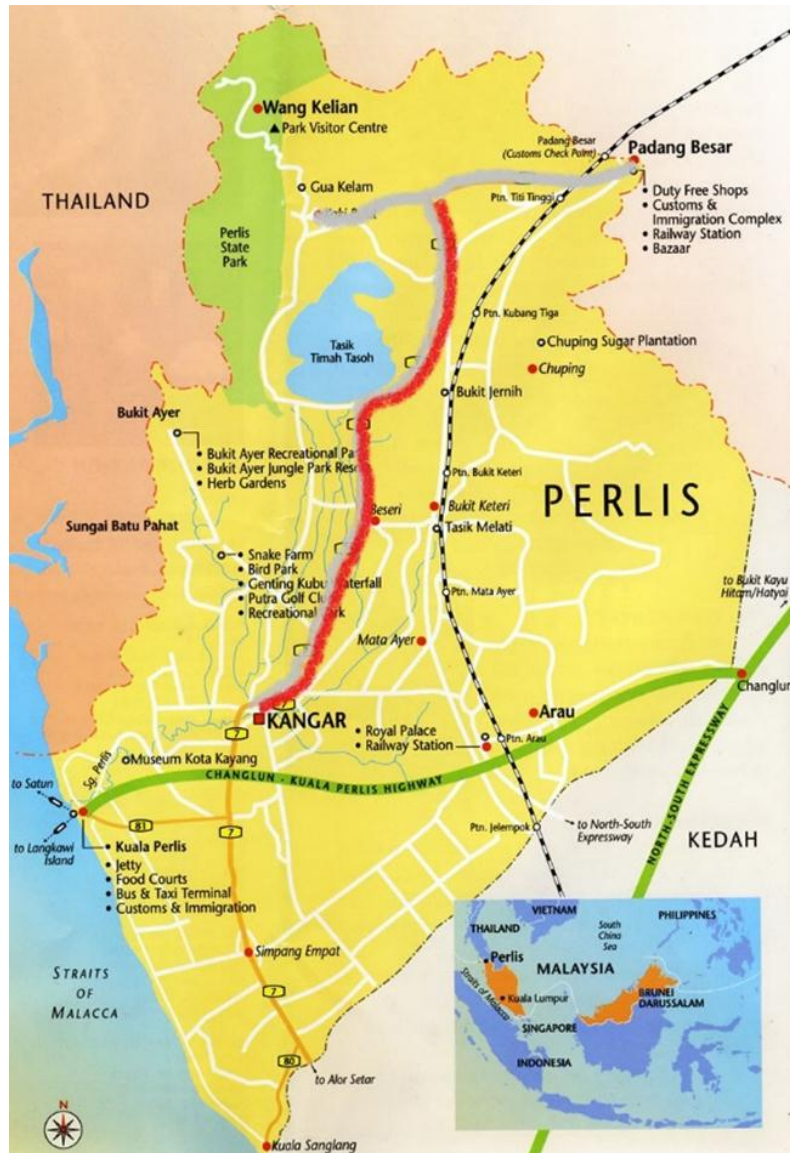 Wang Kelian
Park Visitor Centre
THAILAND
Gua Kelam
Perlis
State
Park
Padang Besar
(Customs Check Point)
Padang Besar
• Duty Free Shops
• Customs &
Immigration Complex
• Railway Station
• Bazaar
Ptn. Titi Tinggi
Tasik
Timah Tasoh
Ptn. Kubang Tiga
Chuping Sugar Plantation
Chuping
Bukit Jernih
Bukit Ayer
• Bukit Ayer Recreational
• Bukit Ayer Jungle Park
• Herb Gardens
Ptn. Bukit Keteri
PERLIS
Beseri
Bukit Keteri
Tasik Melati
Sungai Batu Pahat
• Snake Farm
• Bird Park
• Genting
• Putra Golf
• Recreational
Ptn. Mata Ayer
to Bukit Kayu
Hitam/Hatyai
Mata Ayer
Changlun
7
KANGAR
7
• Royal Palace
• Railway Station
Arau
Ptn. Arau
Museum Kota Kayang
Sg. Perlis
CHANGLUN - KUALA PERLIS HIGHWAY
NORTH-SOUTH EXPRESSWAY
to Satun
to Langkawi
Island
81
7
• Kuala Perlis
• Jetty
• Food Courts
• Bus & Taxi Terminal
• Customs & Immigration
Ptn. Jelempok
to North-South
Expressway
KEDAH
Simpang Empat
STRAITS
OF
MALACCA
7
80
to Alor Setar
Kuala Sanglang
N
VIETNAM
THAILAND
South
China
Sea
PHILIPPINES
Perlis
MALAYSIA
Straits of Malacca
Kuala Lumpur
BRUNEI
DARUSSALAM
SINGAPORE
INDONESIA